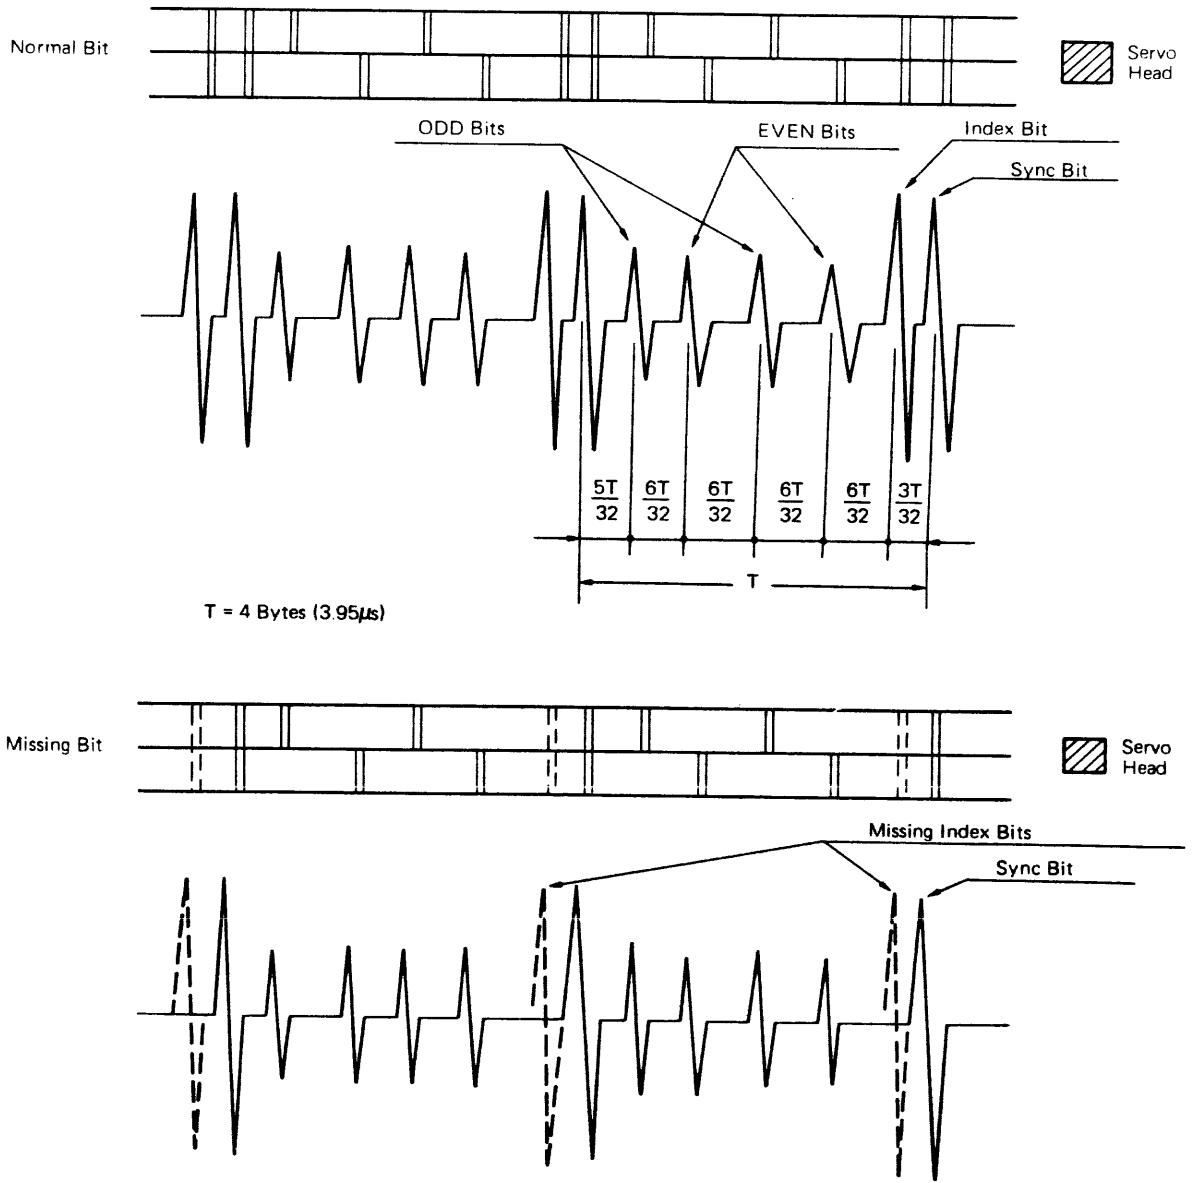 Normal Bit
Servo
Head
ODD Bits
EVEN Bits
Index Bit
Sync Bit
5T/32 6T/32 6T/32 6T/32 6T/32 3T/32
T
T = 4 Bytes (3.95μs)
Missing Bit
Servo
Head
Missing Index Bits
Sync Bit